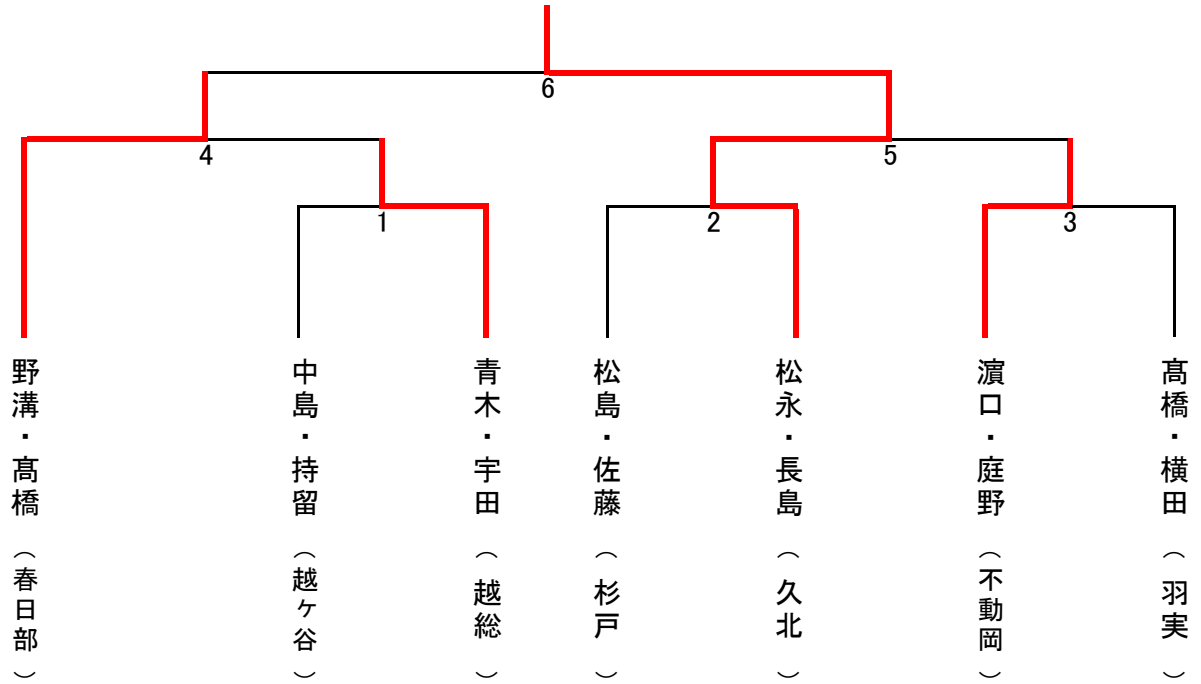 6
4
5
1
2
3
野溝・髙橋（春日部）
中島・持留（越ヶ谷）
青木・宇田（越総）
松島・佐藤（杉戸）
松永・長島（久北）
濵口・庭野（不動岡）
髙橋・横田（羽実）